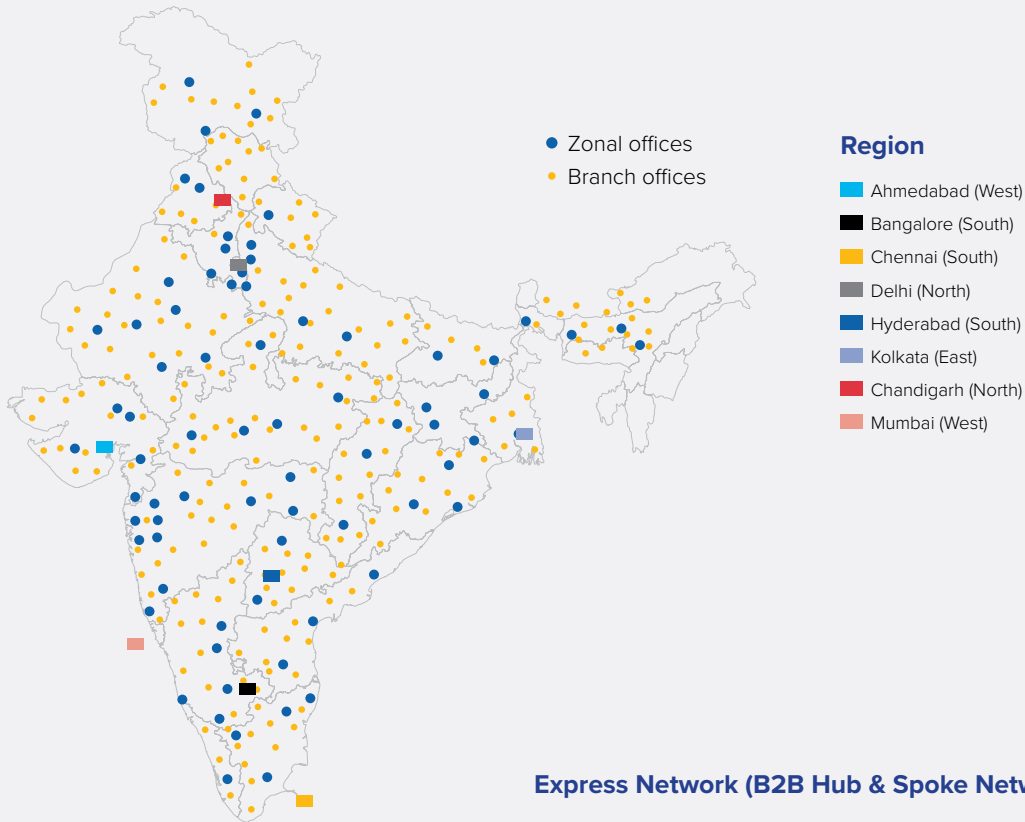 Zonal offices
Branch offices
Region
Ahmedabad (West)
Bangalore (South)
Chennai (South)
Delhi (North)
Hyderabad (South)
Kolkata (East)
Chandigarh (North)
Mumbai (West)
Express Network (B2B Hub & Spoke Netw